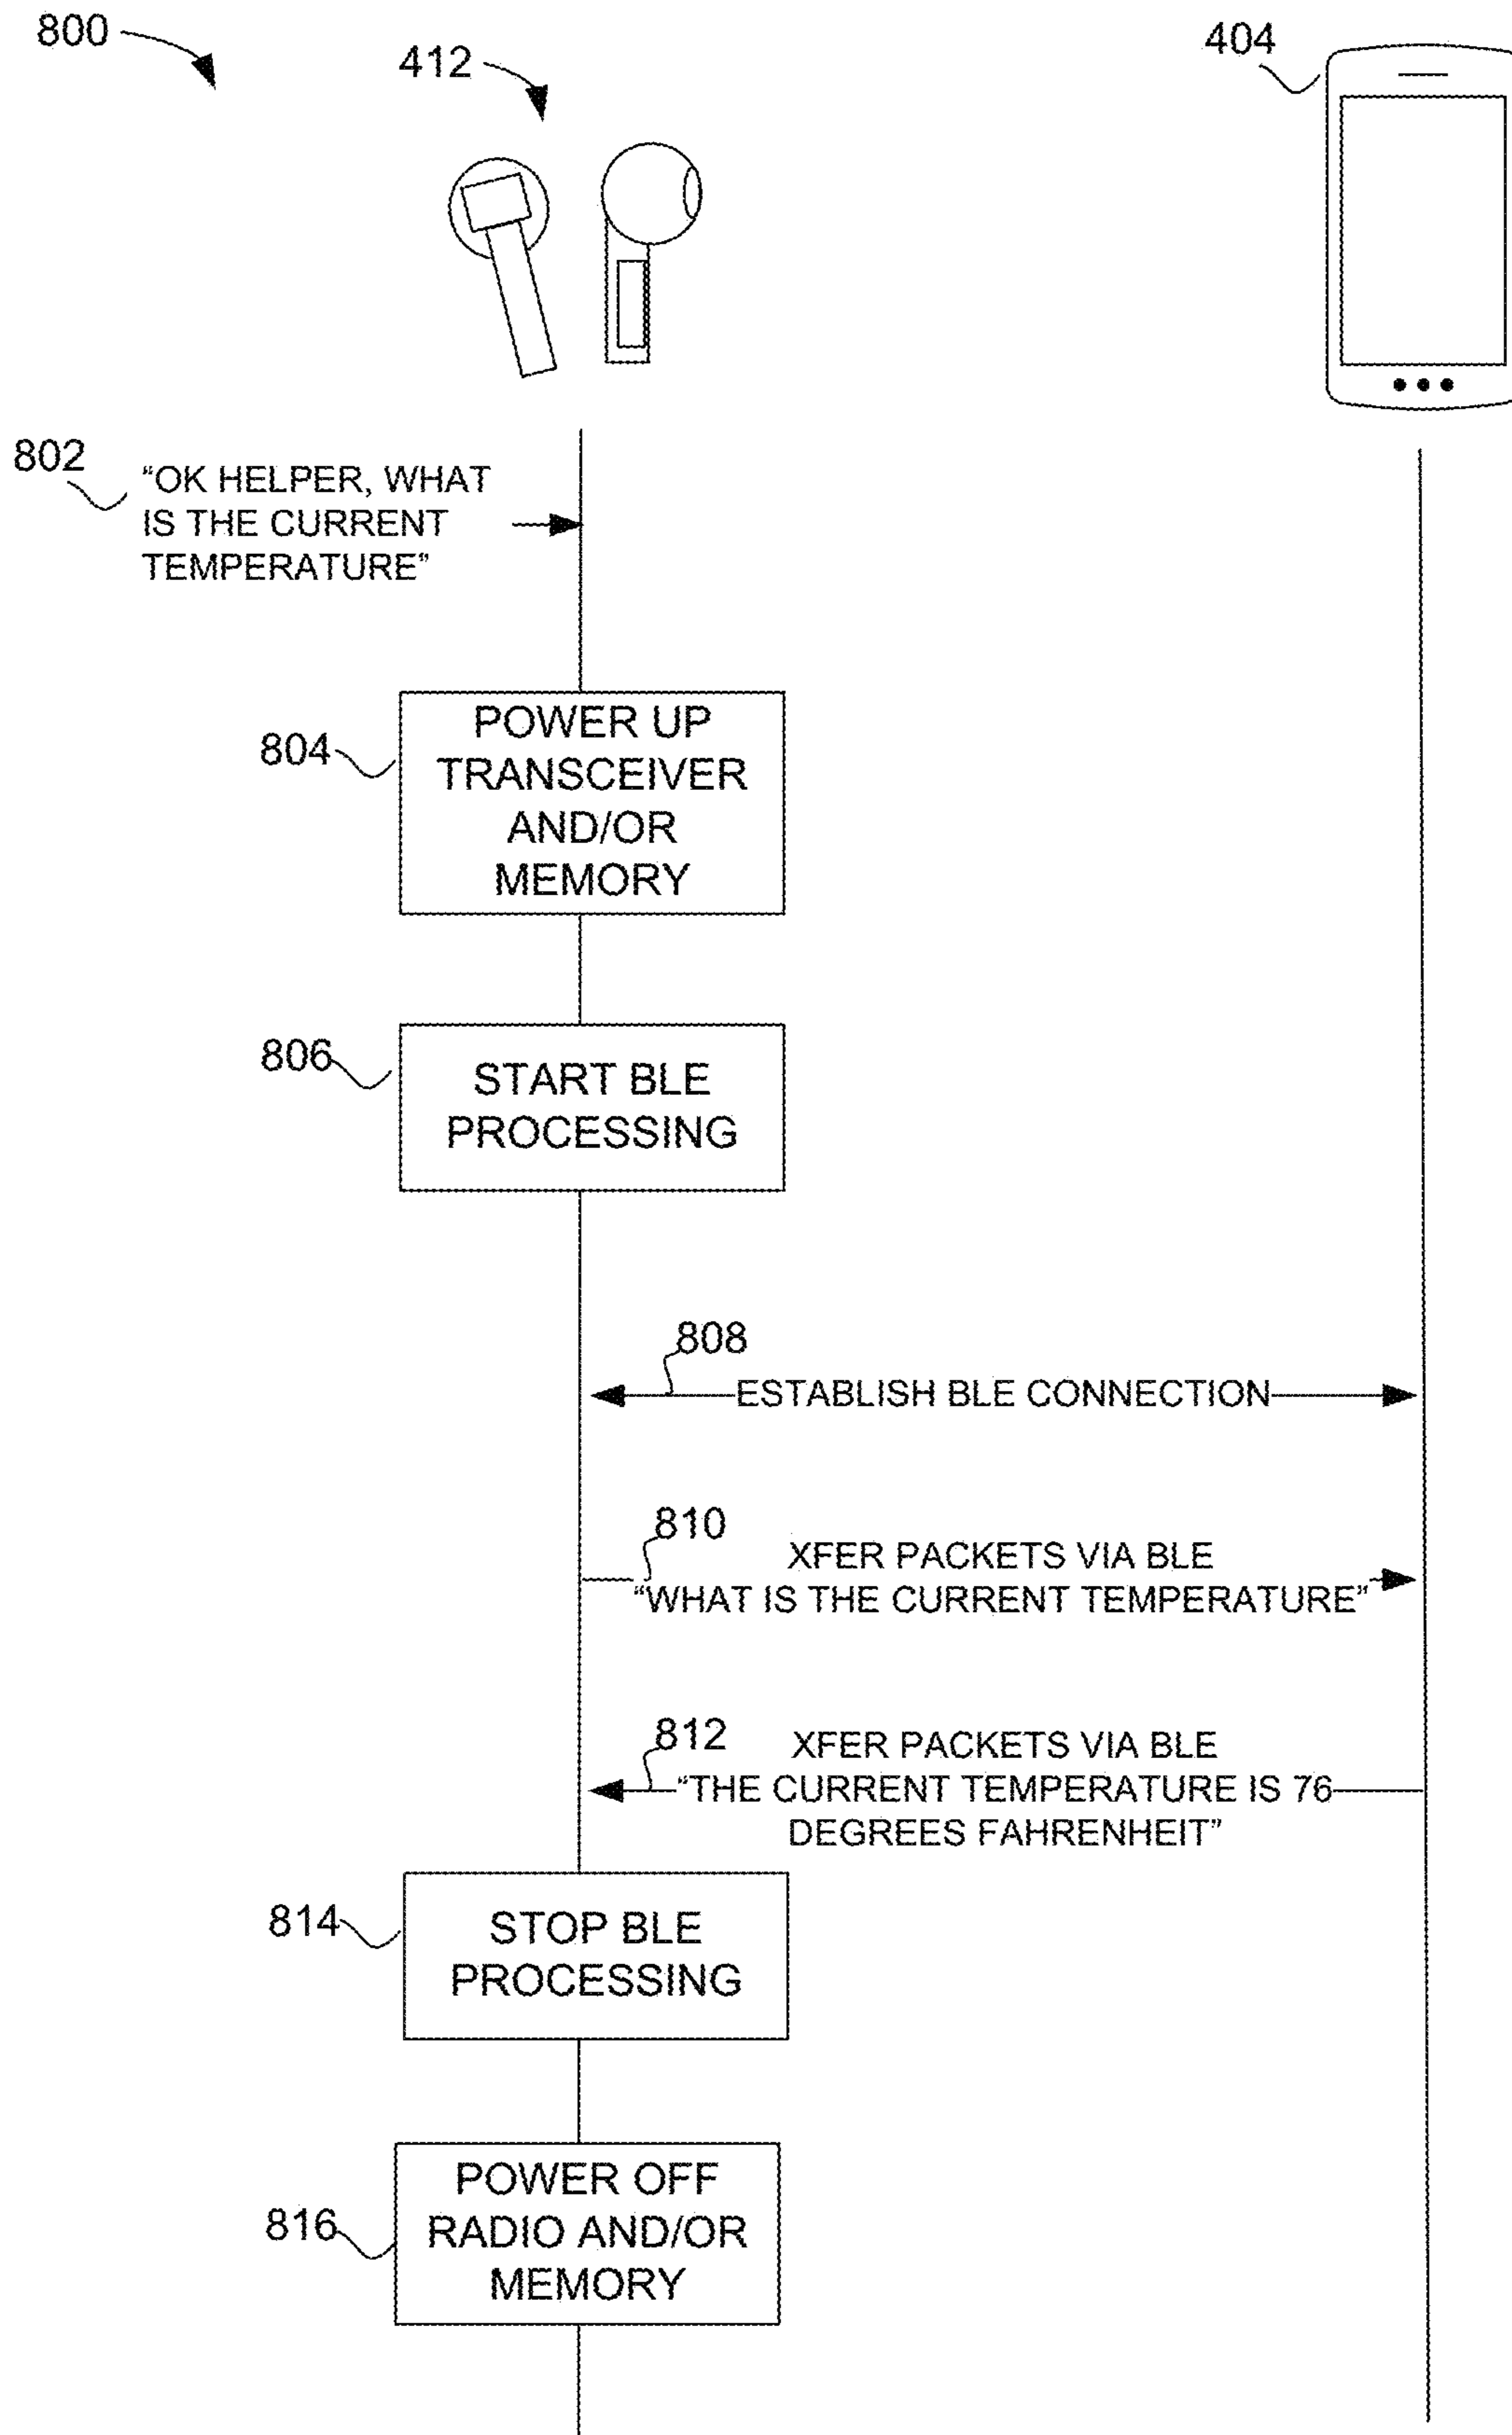 800
412
404
802
“OK HELPER, WHAT
IS THE CURRENT
TEMPERATURE”
804
POWER UP
TRANSCEIVER
AND/OR
MEMORY
806
START BLE
PROCESSING
808
ESTABLISH BLE CONNECTION
810
XFER PACKETS VIA BLE
“WHAT IS THE CURRENT TEMPERATURE”
812
XFER PACKETS VIA BLE
“THE CURRENT TEMPERATURE IS 76
DEGREES FAHRENHEIT”
814
STOP BLE
PROCESSING
816
POWER OFF
RADIO AND/OR
MEMORY